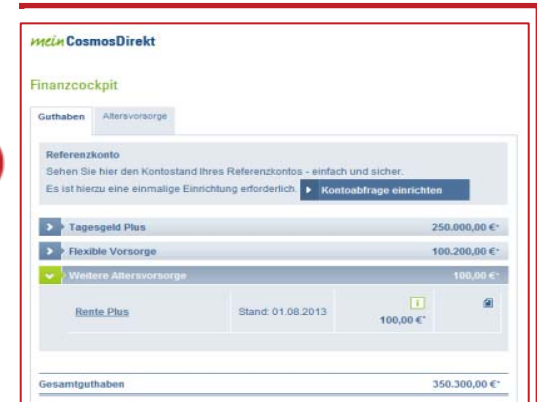 mein CosmosDirekt
Finanzcockpit
Guthaben Altersvorsorge
Referenzkonto
Sehen Sie hier den Kontostand Ihres Referenzkontos - einfach und sicher.
Es ist hierzu eine einmalige Einrichtung erforderlich. Kontoabfrage einrichten
Tagesgeld Plus 250.000,00 €*
Flexible Vorsorge 100.200,00 €*
Weitere Altersvorsorge 100,00 €*
Rente Plus Stand: 01.08.2013 i 100,00 €*
Gesamtguthaben 350.300,00 €*